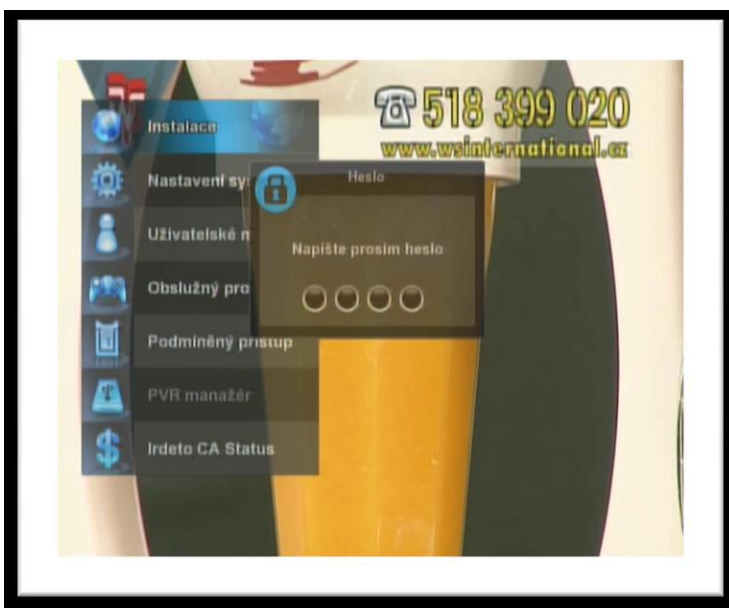 518 399 020
www.wsinternational.cz
Instalace
Nastavení sy
Heslo
Uživatelské n
Napište prosím heslo
Obslužný pro
Podmíněný přístup
PVR manažér
Irdeto CA Status